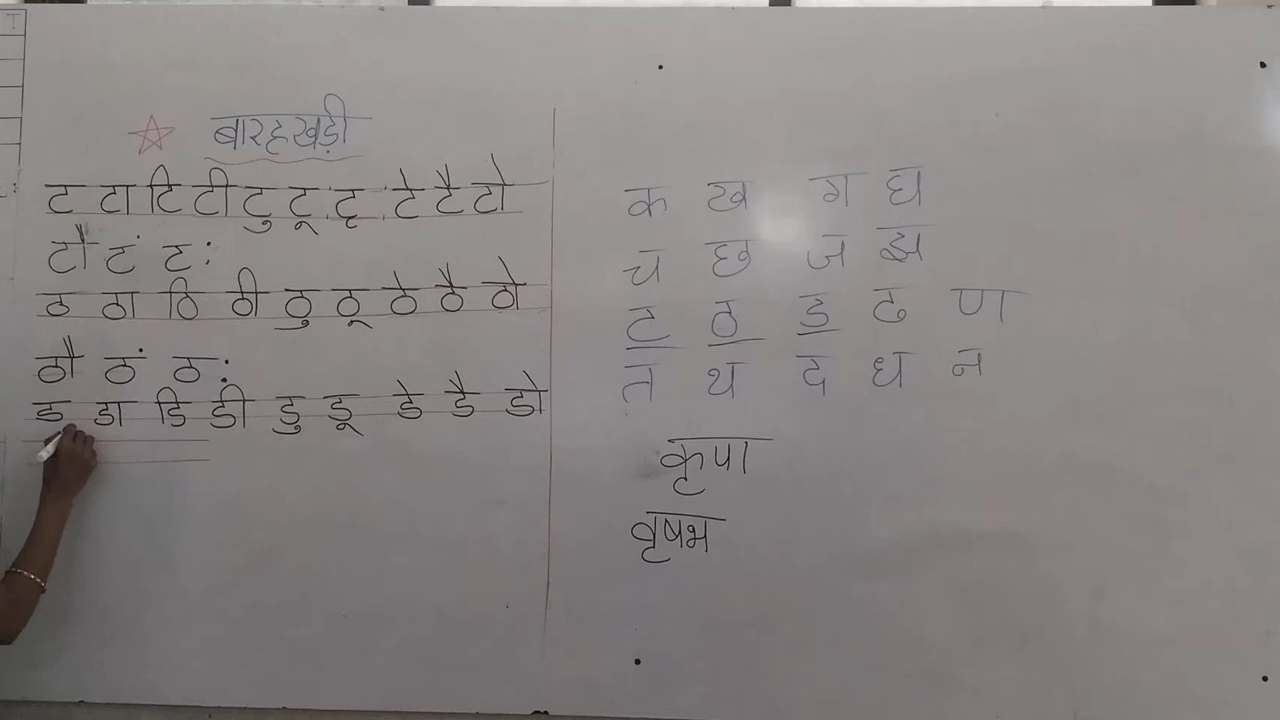 बारहखड़ी
ट टा टि टी टु टू टृ टे टै टो
टौ टं टः
ठ ठा ठि ठी ठु ठू ठे ठै ठो
ठौ ठं ठः
ड डा डि डी डु डू डे डै डो
क ख ग घ
च छ ज झ
ट ठ ड ढ ण
त थ द ध न
कृपा
वृषभ